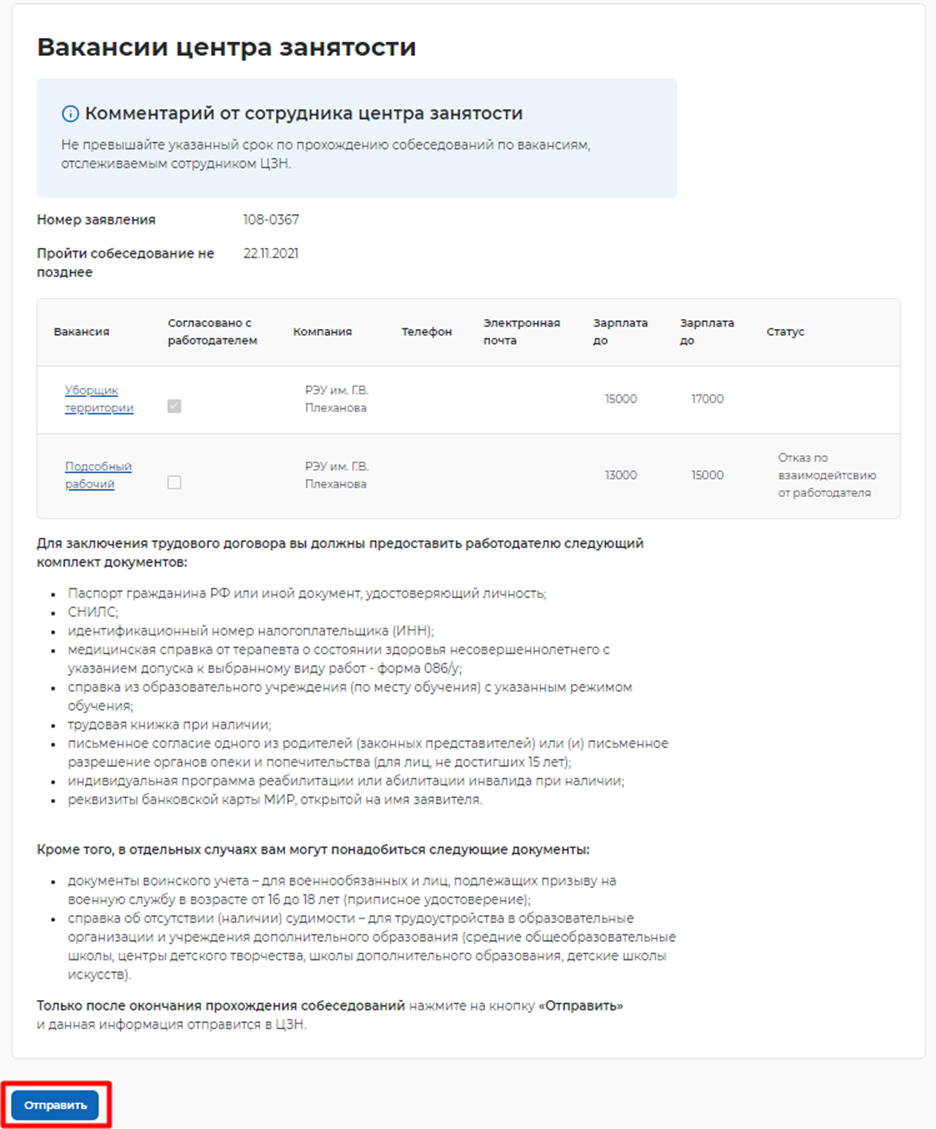 Вакансии центра занятости
Комментарий от сотрудника центра занятости
Не превышайте указанный срок по прохождению собеседований по вакансиям,
отслеживаемым сотрудником ЦЗН.
Номер заявления 108-0367
Пройти собеседование не 22.11.2021
позднее
Вакансия Согласовано с работодателем Компания Телефон Электронная почта Зарплата до Зарплата до Статус
Уборщик территории РЭУ им. Г.В. Плеханова 15000 17000
Подсобный рабочий РЭУ им. Г.В. Плеханова 13000 15000 Отказ по взаимодейтсвию от работодателя
Для заключения трудового договора вы должны предоставить работодателю следующий
комплект документов:
• Паспорт гражданина РФ или иной документ, удостоверяющий личность;
• СНИЛС;
• идентификационный номер налогоплательщика (ИНН);
• медицинская справка от терапевта о состоянии здоровья несовершеннолетнего с
указанием допуска к выбранному виду работ - форма 086/у;
• справка из образовательного учреждения (по месту обучения) с указанным режимом
обучения;
• трудовая книжка при наличии;
• письменное согласие одного из родителей (законных представителей) или (и) письменное
разрешение органов опеки и попечительства (для лиц, не достигших 15 лет);
• индивидуальная программа реабилитации или абилитации инвалида при наличии;
• реквизиты банковской карты МИР, открытой на имя заявителя.
Кроме того, в отдельных случаях вам могут понадобиться следующие документы:
• документы воинского учета – для военнообязанных и лиц, подлежащих призыву на
военную службу в возрасте от 16 до 18 лет (приписное удостоверение);
• справка об отсутствии (наличии) судимости – для трудоустройства в образовательные
организации и учреждения дополнительного образования (средние общеобразовательные
школы, центры детского творчества, школы дополнительного образования, детские школы
искусств).
Только после окончания прохождения собеседований нажмите на кнопку «Отправить»
и данная информация отправится в ЦЗН.
Отправить